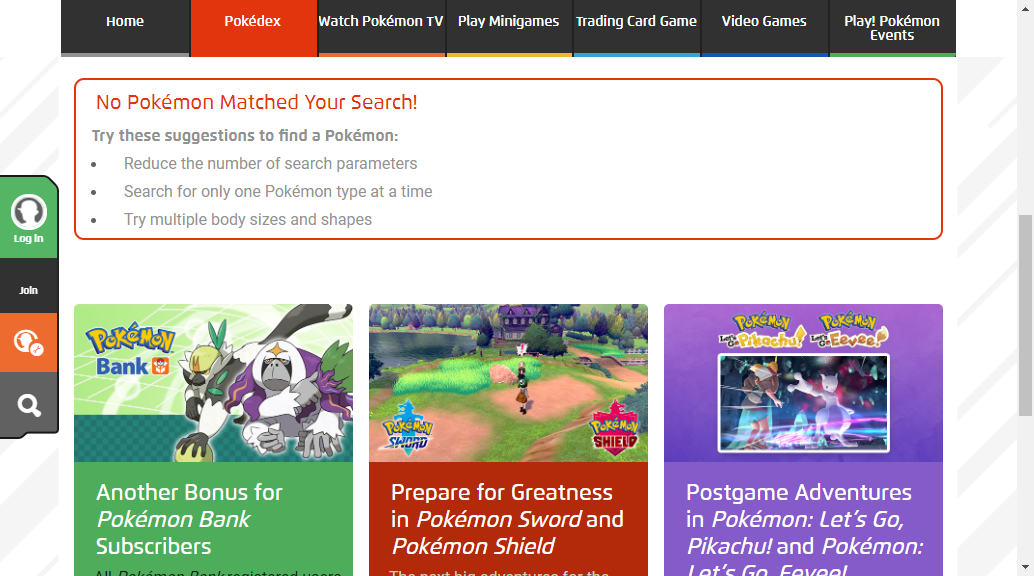 Home
Pokédex
Watch Pokémon TV
Play Minigames
Trading Card Game
Video Games
Play! Pokémon
Events
No Pokémon Matched Your Search!
Try these suggestions to find a Pokémon:
• Reduce the number of search parameters
• Search for only one Pokémon type at a time
• Try multiple body sizes and shapes
Log In
Join
Pokémon
Bank
Pokémon
SWORD
Pokémon
SHIELD
Pokémon
Let's Go, Pikachu!
Pokémon
Let's Go, Eevee!
Another Bonus for
Pokémon Bank
Subscribers
All Pokémon Bank registered users
Prepare for Greatness
in Pokémon Sword and
Pokémon Shield
The next big adventures for the
Postgame Adventures
in Pokémon: Let's Go,
Pikachu! and Pokémon:
Let's Go, Eevee!